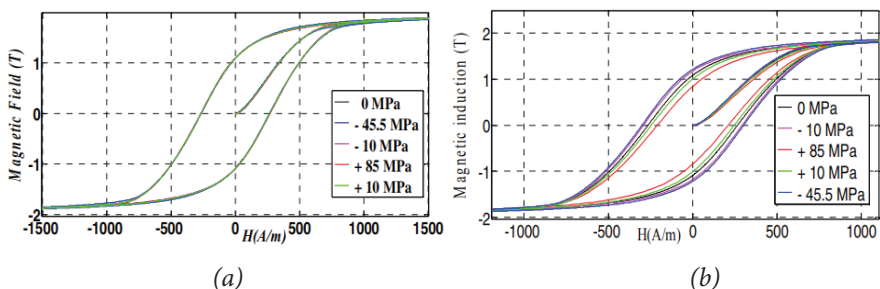 Magnetic Field (T)
1
0
-1
-2
-1500
-1000
-500
0
500
1000
1500
H(A/m)
0 MPa
- 45.5 MPa
- 10 MPa
+ 85 MPa
+ 10 MPa
(a)
(b)
Magnetic induction (T)
2
1
0
-1
-2
-1000
-500
0
500
1000
H(A/m)
0 MPa
- 10 MPa
+ 85 MPa
+ 10 MPa
- 45.5 MPa
(b)